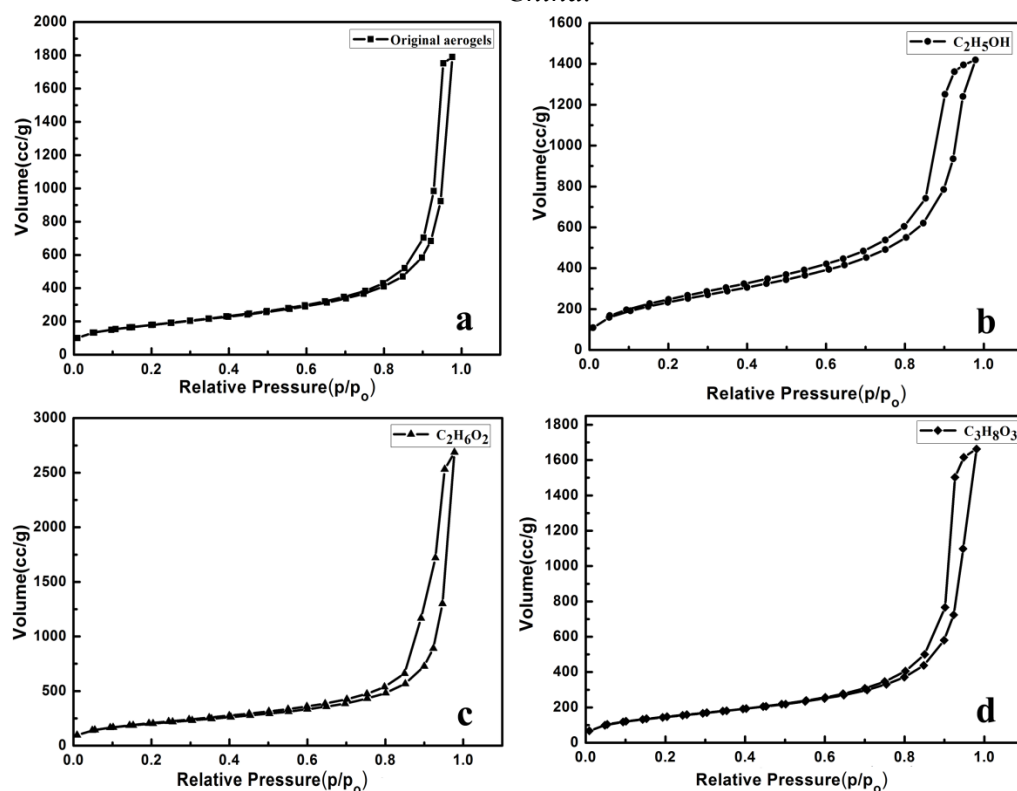 China.
2000
1800
1600
1400
1200
1000
800
600
400
200
0
Volume(cc/g)
Original aerogels
a
0.0 0.2 0.4 0.6 0.8 1.0
Relative Pressure(p/p₀)
1600
1400
1200
1000
800
600
400
200
0
Volume(cc/g)
C₂H₅OH
b
0.0 0.2 0.4 0.6 0.8 1.0
Relative Pressure(p/p₀)
3000
2500
2000
1500
1000
500
0
Volume(cc/g)
C₂H₆O₂
c
0.0 0.2 0.4 0.6 0.8 1.0
Relative Pressure(p/p₀)
1800
1600
1400
1200
1000
800
600
400
200
0
Volume(cc/g)
C₃H₈O₃
d
0.0 0.2 0.4 0.6 0.8 1.0
Relative Pressure(p/p₀)